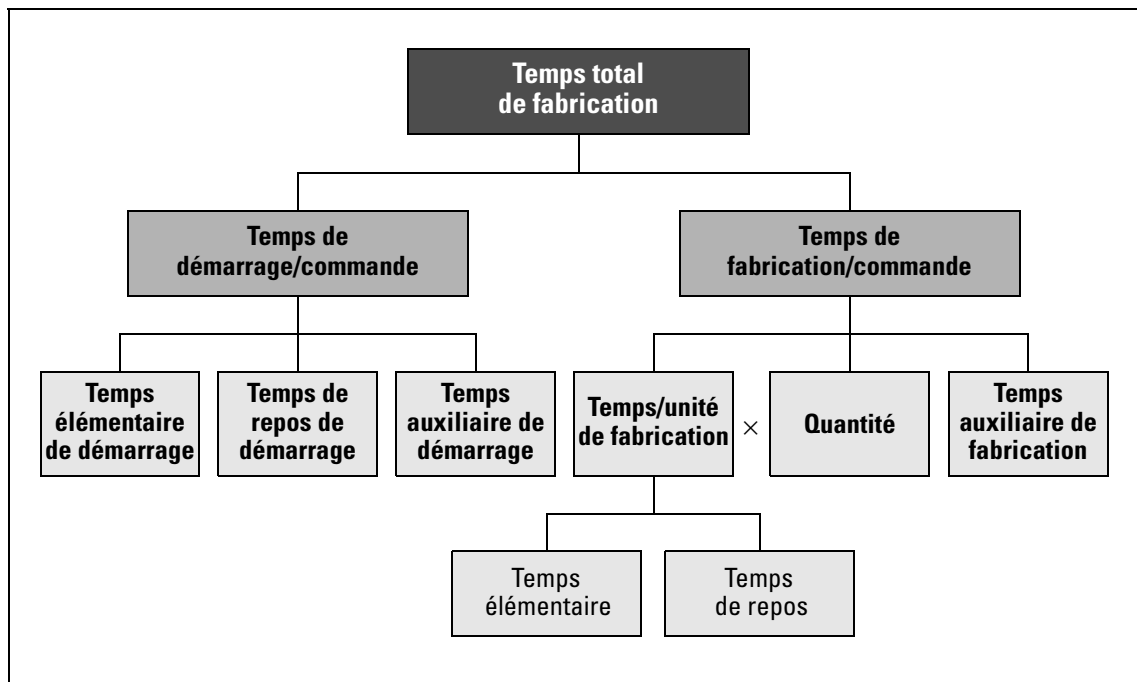 Temps total
de fabrication
Temps de
démarrage/commande
Temps de
fabrication/commande
Temps
élémentaire
de démarrage
Temps de
repos de
démarrage
Temps
auxiliaire de
démarrage
Temps/unité
de fabrication
×
Quantité
Temps
auxiliaire de
fabrication
Temps
élémentaire
Temps
de repos